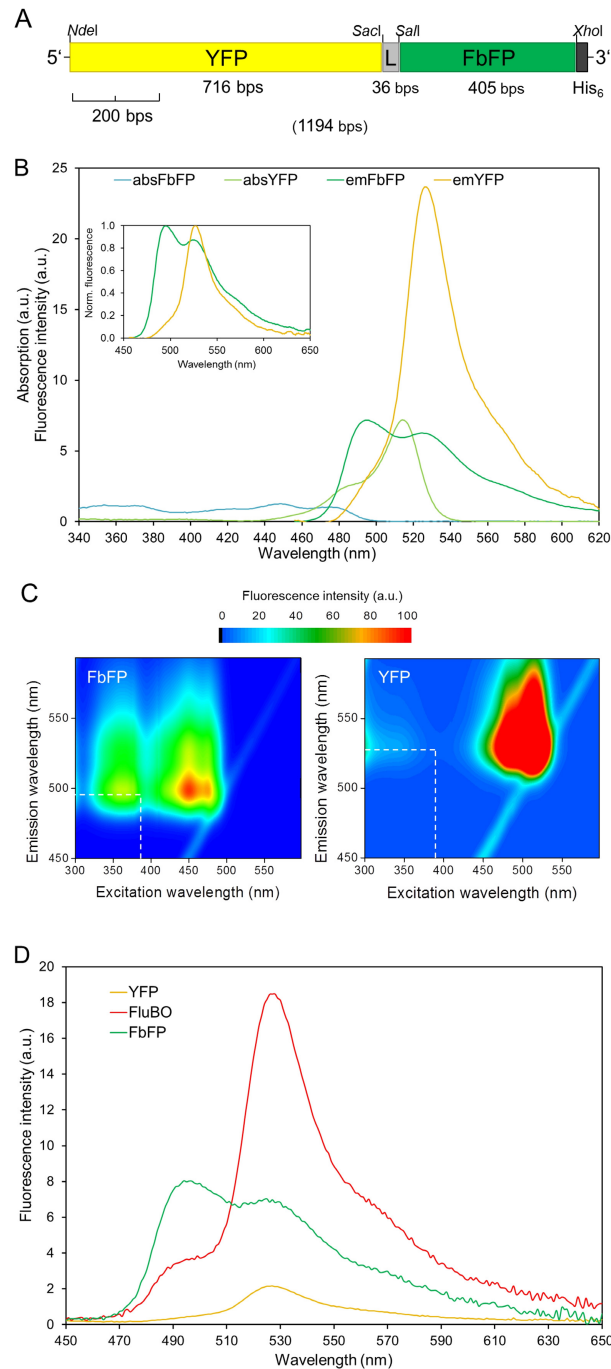 A
NdeI SacI SalI XhoI
5‘ YFP L FbFP 3‘
716 bps 36 bps 405 bps His6
200 bps
(1194 bps)
B
25
20
15
10
5
0
Absorption (a.u.)
Fluorescence intensity (a.u.)
absFbFP absYFP emFbFP emYFP
1.0
0.8
0.6
0.4
0.2
0.0
Norm. fluorescence
450 500 550 600 650
Wavelength (nm)
340 360 380 400 420 440 460 480 500 520 540 560 580 600 620
Wavelength (nm)
C
Fluorescence intensity (a.u.)
0 20 40 60 80 100
FbFP
550
500
450
Emission wavelength (nm)
300 350 400 450 500 550
Excitation wavelength (nm)
YFP
550
500
450
Emission wavelength (nm)
300 350 400 450 500 550
Excitation wavelength (nm)
D
20
18
16
14
12
10
8
6
4
2
0
Fluorescence intensity (a.u.)
YFP
FluBO
FbFP
450 470 490 510 530 550 570 590 610 630 650
Wavelength (nm)